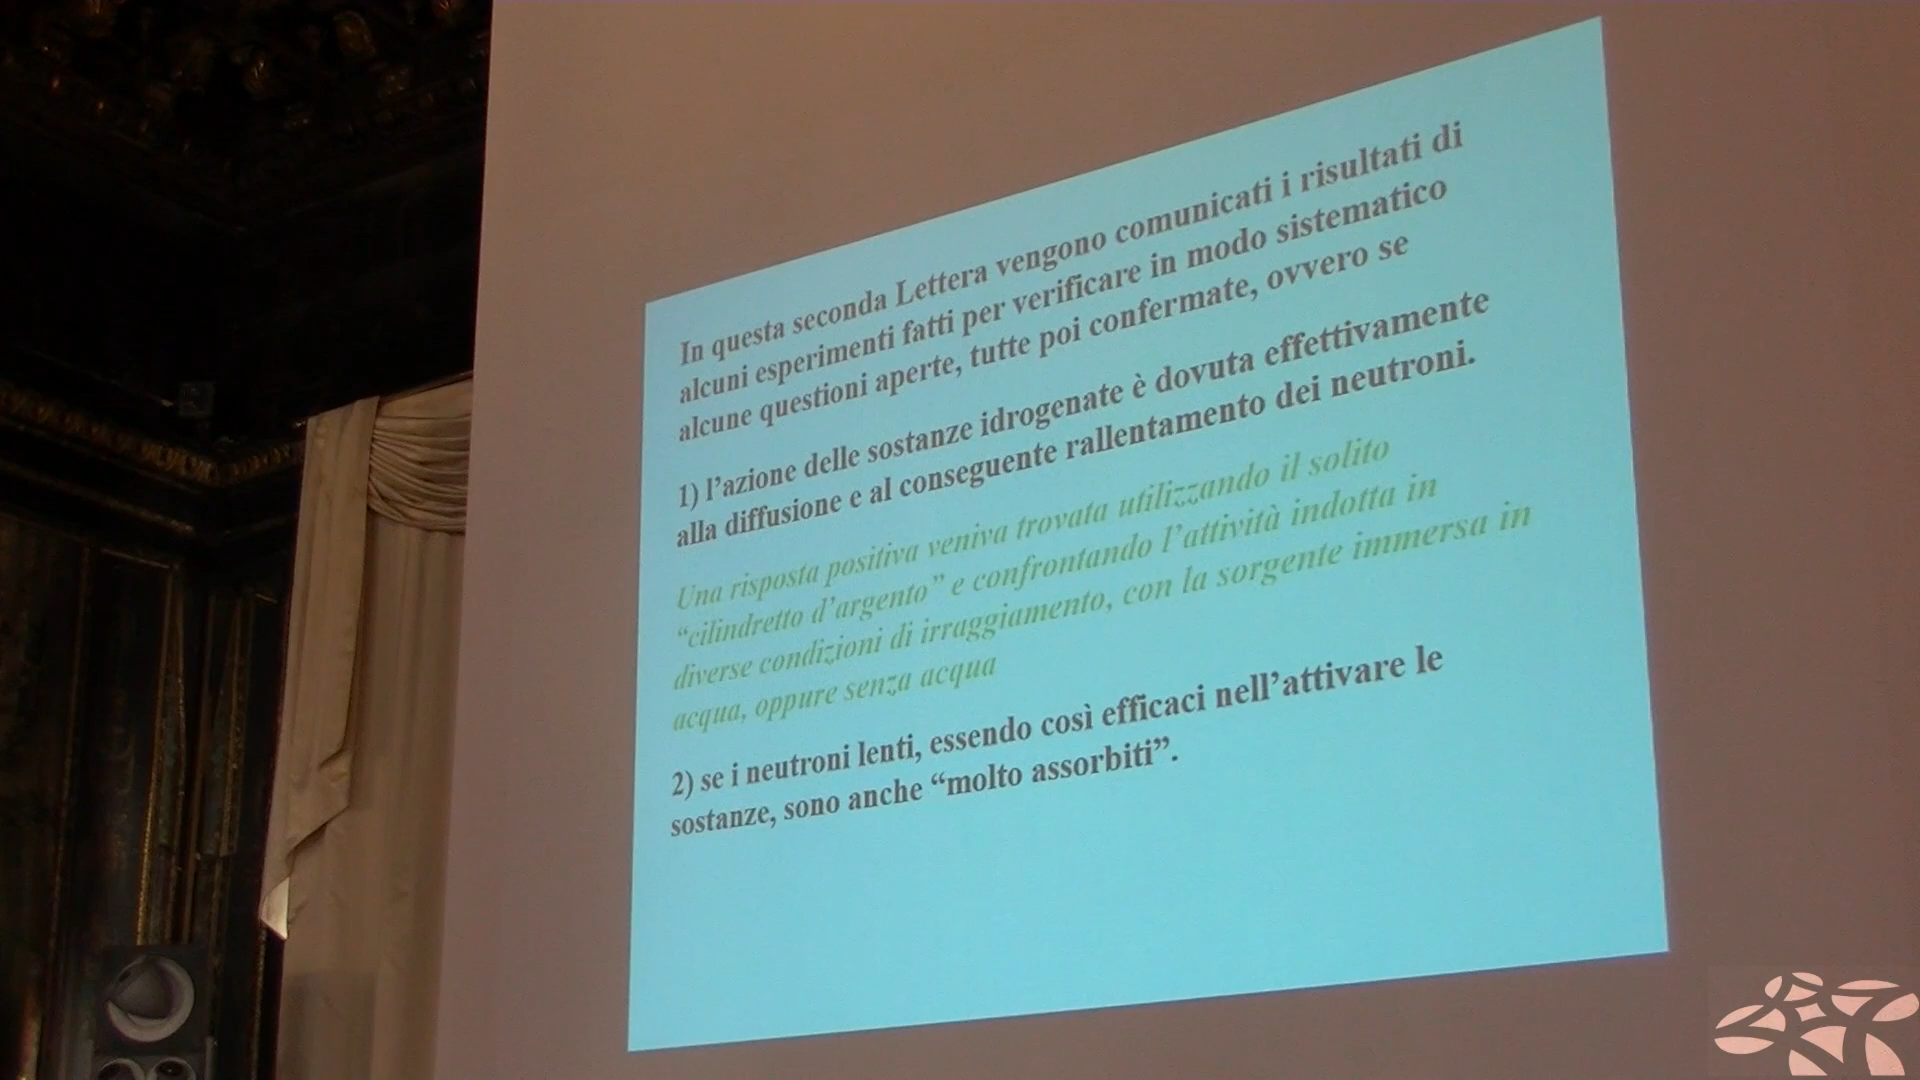 In questa seconda Lettera vengono comunicati i risultati di
alcuni esperimenti fatti per verificare in modo sistematico
alcune questioni aperte, tutte poi confermate, ovvero se
1) l’azione delle sostanze idrogenate è dovuta effettivamente
alla diffusione e al conseguente rallentamento dei neutroni.
Una risposta positiva veniva trovata utilizzando il solito
“cilindretto d’argento” e confrontando l’attività indotta in
diverse condizioni di irraggiamento, con la sorgente immersa in
acqua, oppure senza acqua
2) se i neutroni lenti, essendo così efficaci nell’attivare le
sostanze, sono anche “molto assorbiti”.